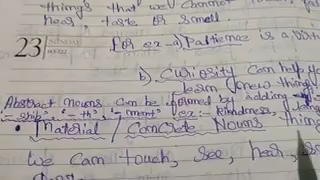 things that we cannot
hear, taste or smell.
23
For ex - a) Patience is a
b). Curiosity can help
learn new things
Abstract Nouns can be formed by adding
-ship, -th, -ment ex:- kindness,
• Material / Concrete Nouns things
we can touch, see, hear,